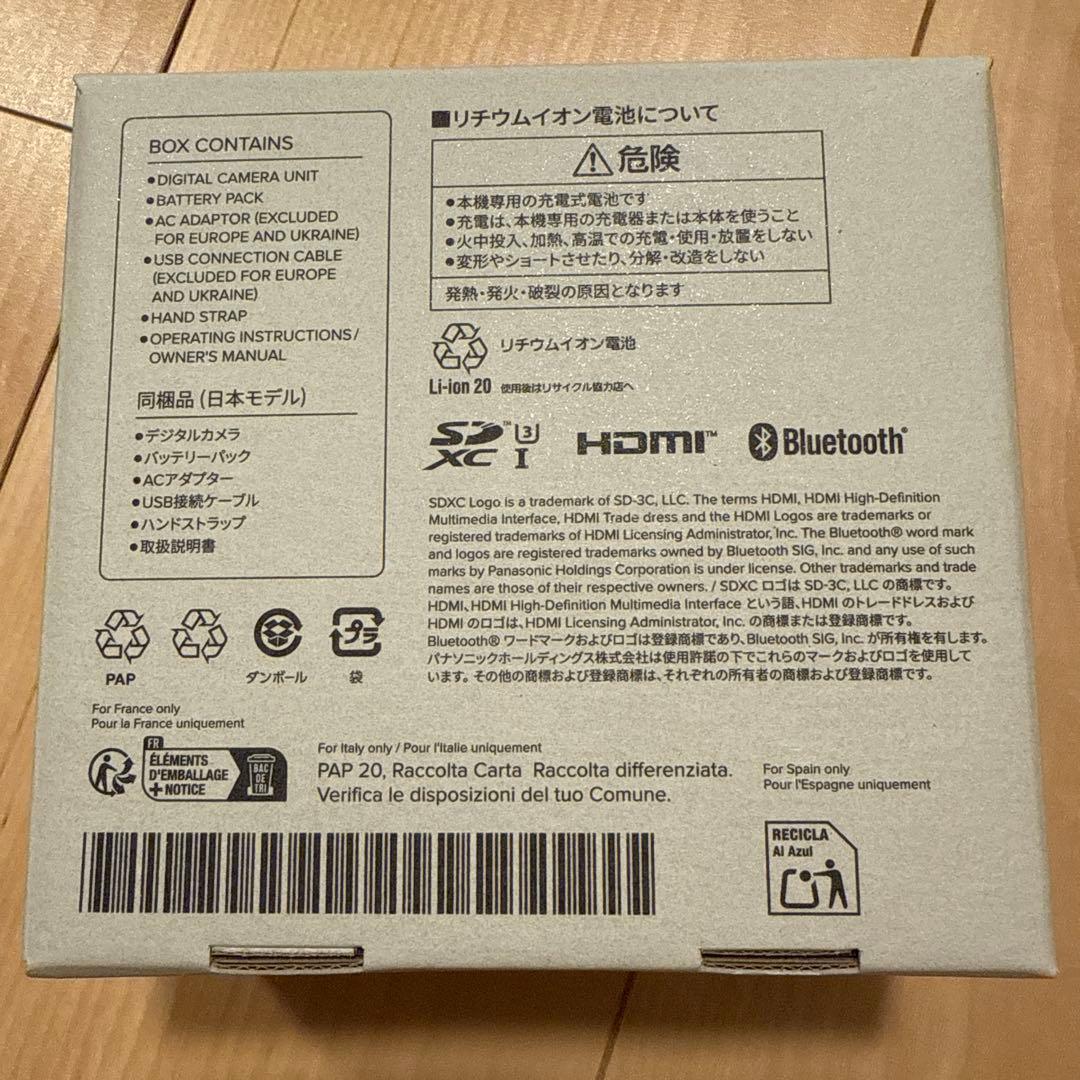 BOX CONTAINS
●DIGITAL CAMERA UNIT
●BATTERY PACK
●AC ADAPTOR (EXCLUDED
FOR EUROPE AND UKRAINE)
●USB CONNECTION CABLE
(EXCLUDED FOR EUROPE
AND UKRAINE)
●HAND STRAP
●OPERATING INSTRUCTIONS/
OWNER'S MANUAL
同梱品 (日本モデル)
●デジタルカメラ
●バッテリーパック
●ACアダプター
●USB接続ケーブル
●ハンドストラップ
●取扱説明書
■リチウムイオン電池について
危険
●本機専用の充電式電池です
●充電は、本機専用の充電器または本体を使うこと
●火中投入、加熱、高温での充電・使用・放置をしない
●変形やショートさせたり、分解・改造をしない
発熱・発火・破裂の原因となります
リチウムイオン電池
Li-ion 20 使用後はリサイクル協力店へ
SD XC ™ I U3
HDMI™
Bluetooth®
SDXC Logo is a trademark of SD-3C, LLC. The terms HDMI, HDMI High-Definition
Multimedia Interface, HDMI Trade dress and the HDMI Logos are trademarks or
registered trademarks of HDMI Licensing Administrator, Inc. The Bluetooth® word mark
and logos are registered trademarks owned by Bluetooth SIG, Inc. and any use of such
marks by Panasonic Holdings Corporation is under license. Other trademarks and trade
names are those of their respective owners. / SDXC ロゴは SD-3C, LLC の商標です。
HDMI、HDMI High-Definition Multimedia Interface という語、HDMI のトレードドレスおよび
HDMI のロゴは、HDMI Licensing Administrator, Inc. の商標または登録商標です。
Bluetooth® ワードマークおよびロゴは登録商標であり、Bluetooth SIG, Inc. が所有権を有します。
パナソニックホールディングス株式会社は使用許諾の下でこれらのマークおよびロゴを使用して
います。その他の商標および登録商標は、それぞれの所有者の商標および登録商標です。
PAP
ダンボール
プラ
袋
For France only
Pour la France uniquement
FR
ÉLÉMENTS
D'EMBALLAGE
+ NOTICE
BAC
DE
TRI
For Italy only / Pour l'Italie uniquement
PAP 20, Raccolta Carta Raccolta differenziata.
Verifica le disposizioni del tuo Comune.
For Spain only
Pour l'Espagne uniquement
RECICLA
Al Azul